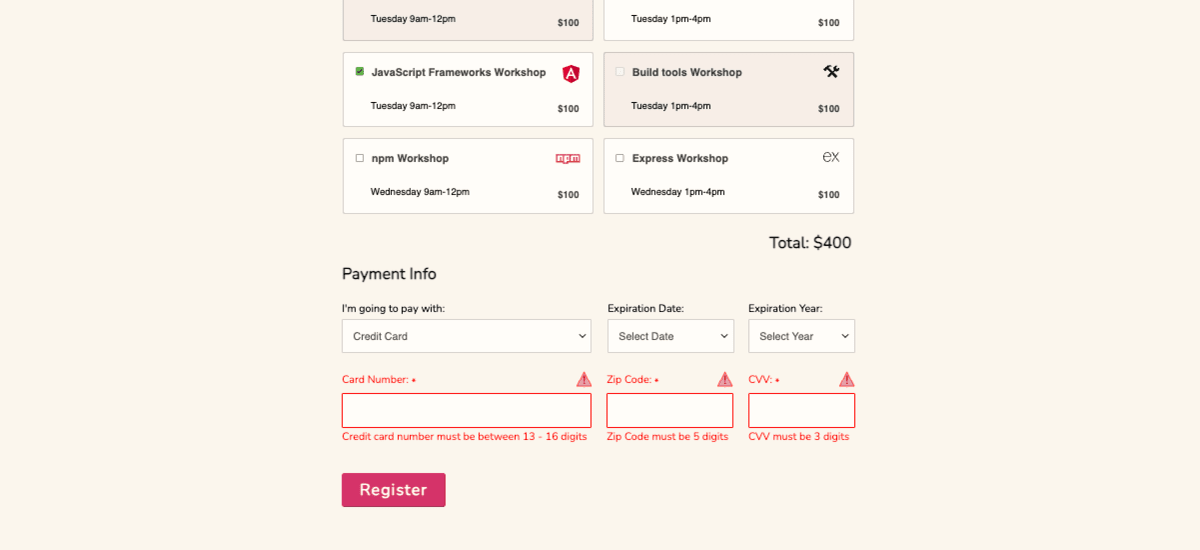 Tuesday 9am-12pm $100 Tuesday 1pm-4pm $100
JavaScript Frameworks Workshop A Build tools Workshop
Tuesday 9am-12pm $100 Tuesday 1pm-4pm $100
npm Workshop npm Express Workshop ex
Wednesday 9am-12pm $100 Wednesday 1pm-4pm $100
Total: $400
Payment Info
I'm going to pay with: Expiration Date: Expiration Year:
Credit Card Select Date Select Year
Card Number: * Zip Code: * CVV: *
Credit card number must be between 13 - 16 digits Zip Code must be 5 digits CVV must be 3 digits
Register